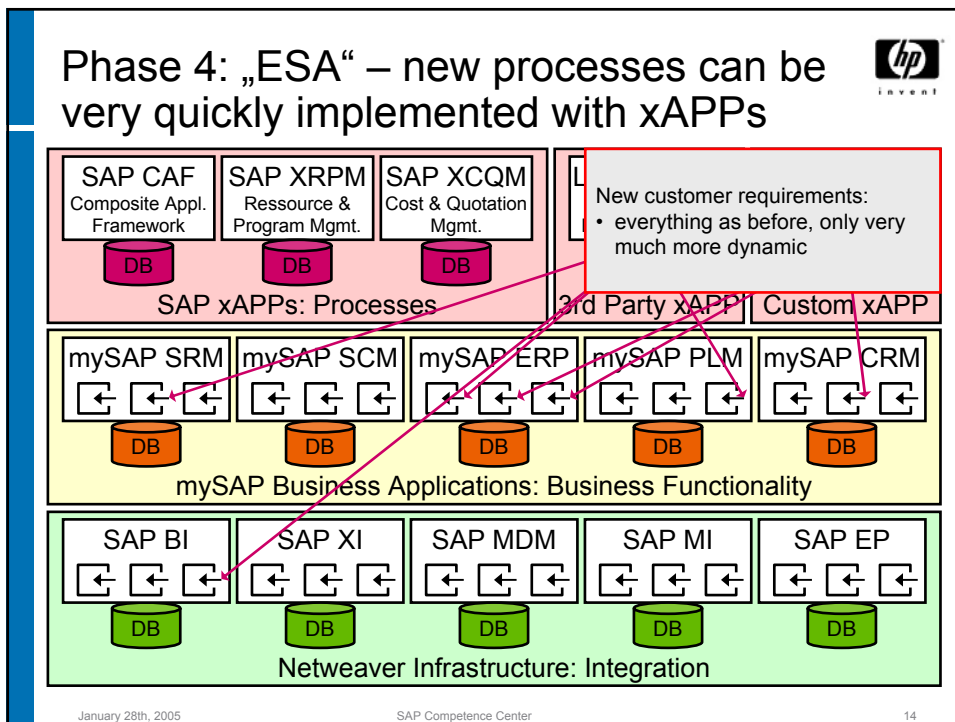 Phase 4: „ESA“ – new processes can be
very quickly implemented with xAPPs
hp
invent
SAP CAF
Composite Appl.
Framework
DB
SAP XRPM
Ressource &
Program Mgmt.
DB
SAP XCQM
Cost & Quotation
Mgmt.
DB
SAP xAPPs: Processes
New customer requirements:
• everything as before, only very
much more dynamic
3rd Party xAPP
Custom xAPP
mySAP SRM
DB
mySAP SCM
DB
mySAP ERP
DB
mySAP PLM
DB
mySAP CRM
DB
mySAP Business Applications: Business Functionality
SAP BI
DB
SAP XI
DB
SAP MDM
DB
SAP MI
DB
SAP EP
DB
Netweaver Infrastructure: Integration
January 28th, 2005
SAP Competence Center
14